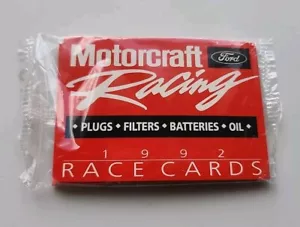 Motorcraft
Ford
Racing
• PLUGS • FILTERS • BATTERIES • OIL •
1 9 9 2
RACE CARDS